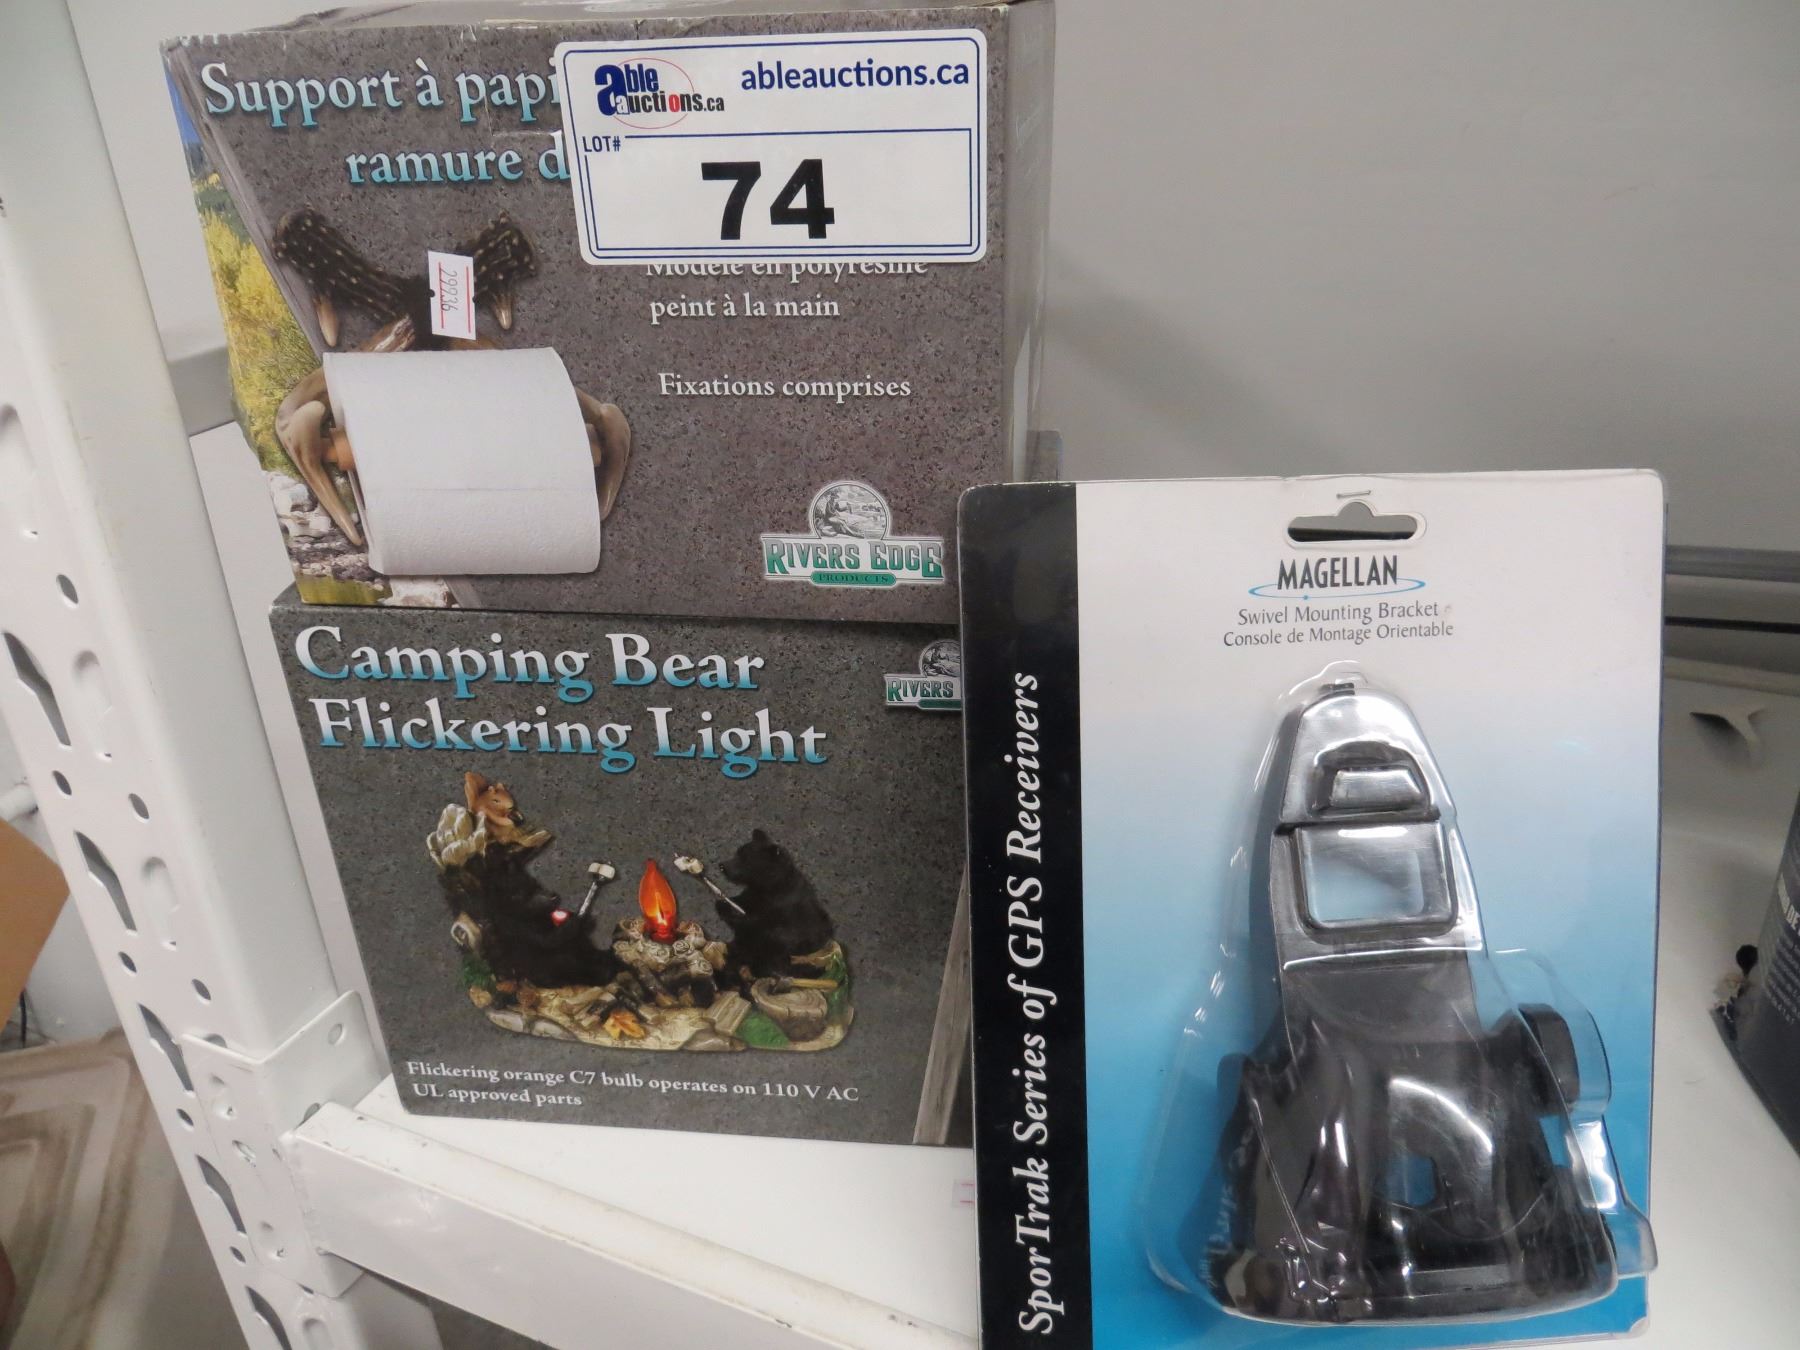 Support à papi
ramure d
able auctions.ca
ableauctions.ca
LOT#
74
29936
Modèle en polyrésine
peint à la main
Fixations comprises
RIVERS EDGE
PRODUCTS
Camping Bear
Flickering Light
RIVERS
Flickering orange C7 bulb operates on 110 V AC
UL approved parts
MAGELLAN
Swivel Mounting Bracket
Console de Montage Orientable
SporTrak Series of GPS Receivers